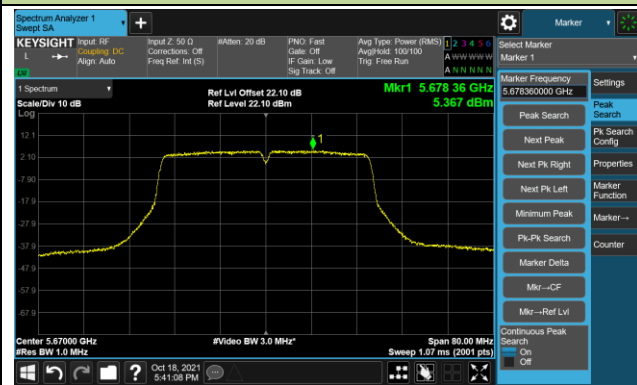 Spectrum Analyzer 1
Swept SA
KEYSIGHT
L
LNI
Input: RF
Coupling: DC
Align: Auto
Input Z: 50 Ω
Corrections: Off
Freq Ref: Int (S)
#Atten: 20 dB
PNO: Fast
Gate: Off
IF Gain: Low
Sig Track: Off
Avg Type: Power (RMS)
Avg|Hold: 100/100
Trig: Free Run
1 2 3 4 5 6
A W W W W W
A N N N N N
1 Spectrum
Scale/Div 10 dB
Log
Ref Lvl Offset 22.10 dB
Ref Level 22.10 dBm
Mkr1 5.678 36 GHz
5.367 dBm
1
12.1
2.10
-7.90
-17.9
-27.9
-37.9
-47.9
-57.9
-67.9
Center 5.67000 GHz
#Res BW 1.0 MHz
#Video BW 3.0 MHz*
Span 80.00 MHz
Sweep 1.07 ms (2001 pts)
Oct 18, 2021
5:41:08 PM
Marker
Select Marker
Marker 1
Marker Frequency
5.678360000 GHz
Peak Search
Next Peak
Next Pk Right
Next Pk Left
Minimum Peak
Pk-Pk Search
Marker Delta
Mkr→CF
Mkr→Ref Lvl
Continuous Peak
Search
On
Off
Settings
Peak
Search
Pk Search
Config
Properties
Marker
Function
Marker→
Counter